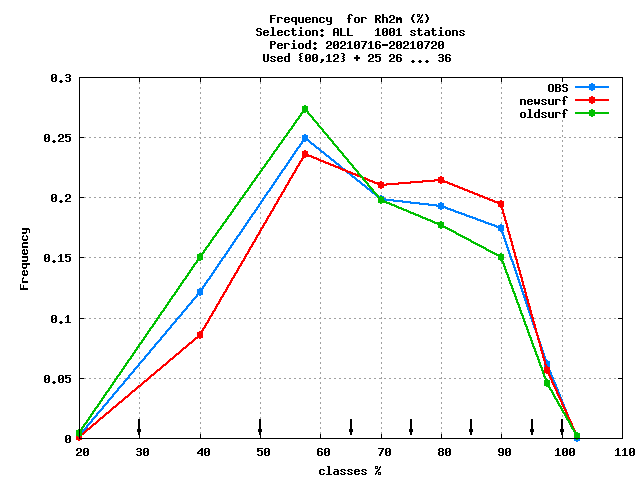 Frequency  for Rh2m (%)
Selection: ALL   1001 stations
Period: 20210716-20210720
Used {00,12} + 25 26 ... 36
OBS
newsurf
oldsurf
Frequency
0.3
0.25
0.2
0.15
0.1
0.05
0
20 30 40 50 60 70 80 90 100 110
classes %